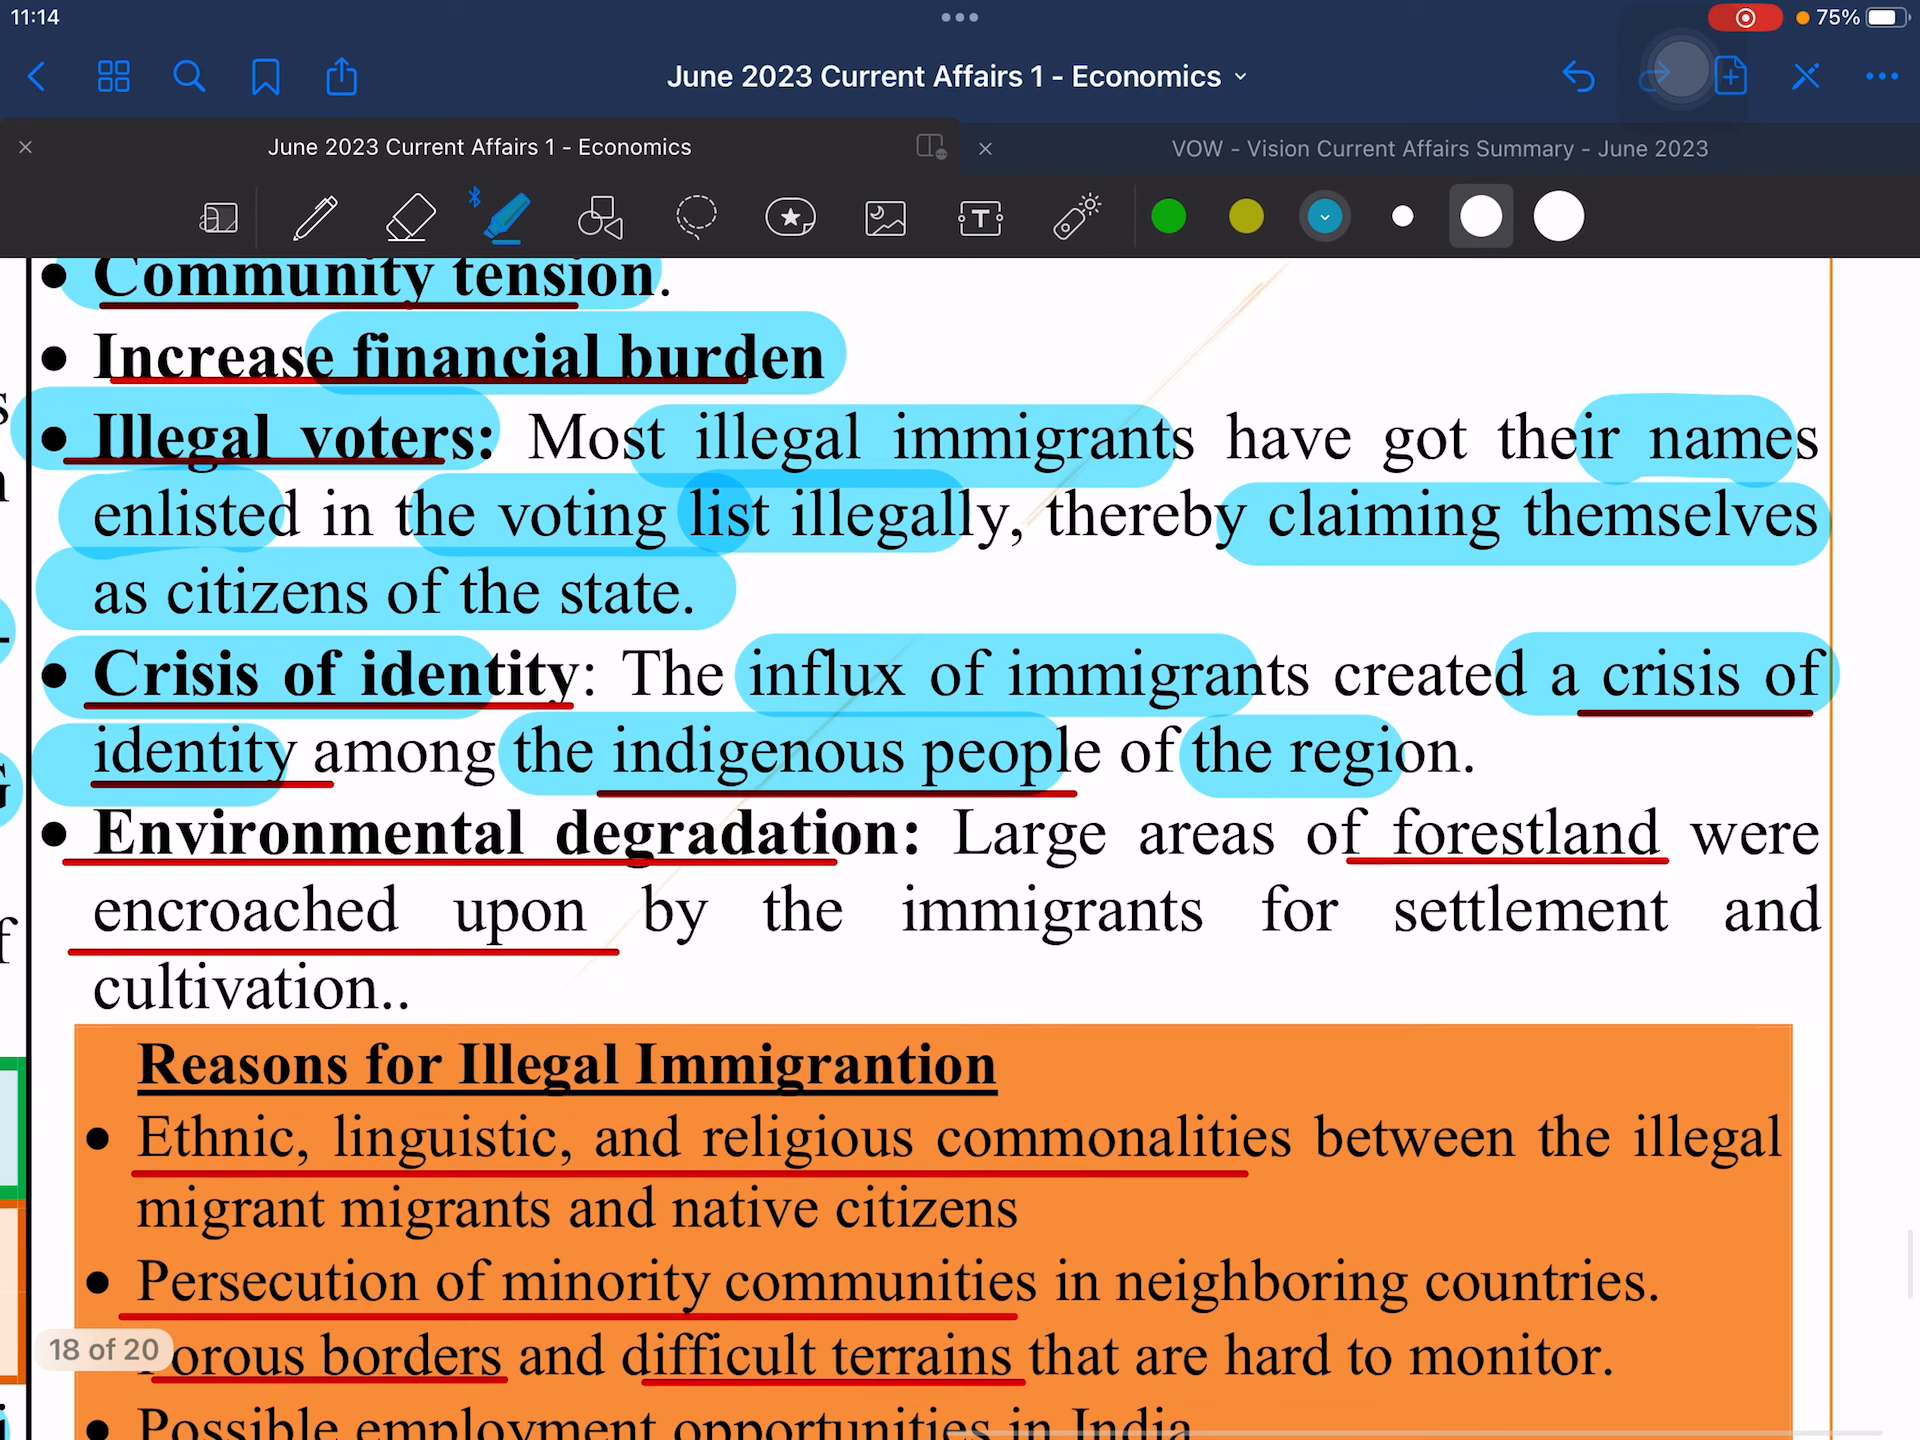 11:14
75%
June 2023 Current Affairs 1 - Economics
June 2023 Current Affairs 1 - Economics
VOW - Vision Current Affairs Summary - June 2023
• Community tension.
• Increase financial burden
• Illegal voters: Most illegal immigrants have got their names
enlisted in the voting list illegally, thereby claiming themselves
as citizens of the state.
• Crisis of identity: The influx of immigrants created a crisis of
identity among the indigenous people of the region.
• Environmental degradation: Large areas of forestland were
encroached upon by the immigrants for settlement and
cultivation..
Reasons for Illegal Immigrantion
• Ethnic, linguistic, and religious commonalities between the illegal
migrant migrants and native citizens
• Persecution of minority communities in neighboring countries.
18 of 20
orous borders and difficult terrains that are hard to monitor.
• Possible employment opportunities in India